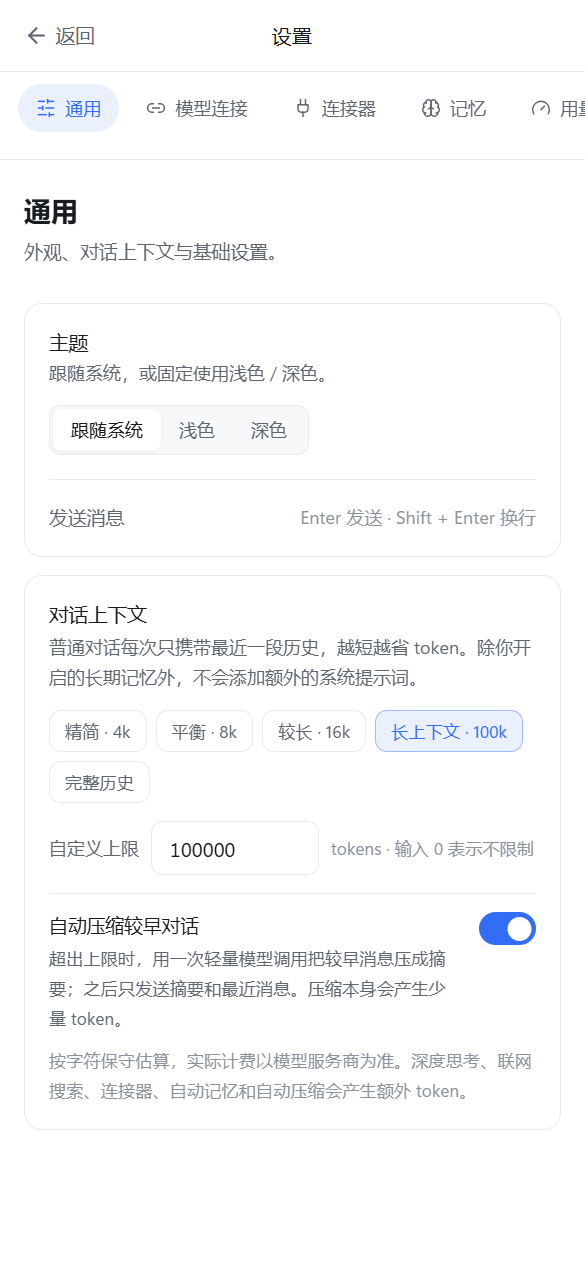 返回
设置
通用
模型连接
连接器
记忆
用量
通用
外观、对话上下文与基础设置。
主题
跟随系统，或固定使用浅色 / 深色。
跟随系统
浅色
深色
发送消息
Enter 发送 · Shift + Enter 换行
对话上下文
普通对话每次只携带最近一段历史，越短越省 token。除你开
启的长期记忆外，不会添加额外的系统提示词。
精简 · 4k
平衡 · 8k
较长 · 16k
长上下文 · 100k
完整历史
自定义上限
100000
tokens · 输入 0 表示不限制
自动压缩较早对话
超出上限时，用一次轻量模型调用把较早消息压成摘
要；之后只发送摘要和最近消息。压缩本身会产生少
量 token。
按字符保守估算，实际计费以模型服务商为准。深度思考、联网
搜索、连接器、自动记忆和自动压缩会产生额外 token。